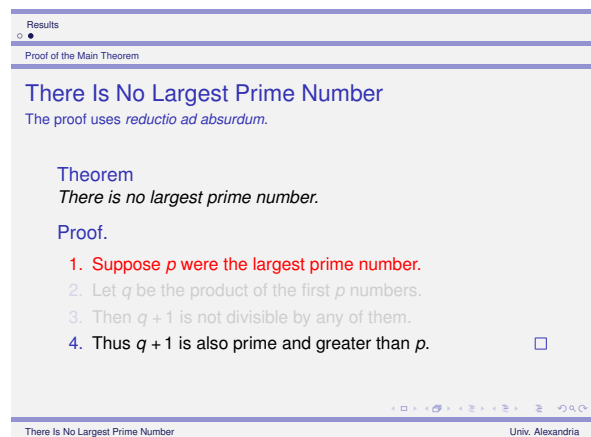 Results
Proof of the Main Theorem
There Is No Largest Prime Number
The proof uses reductio ad absurdum.
Theorem
There is no largest prime number.
Proof.
1. Suppose p were the largest prime number.
2. Let q be the product of the first p numbers.
3. Then q + 1 is not divisible by any of them.
4. Thus q + 1 is also prime and greater than p.
There Is No Largest Prime Number Univ. Alexandria